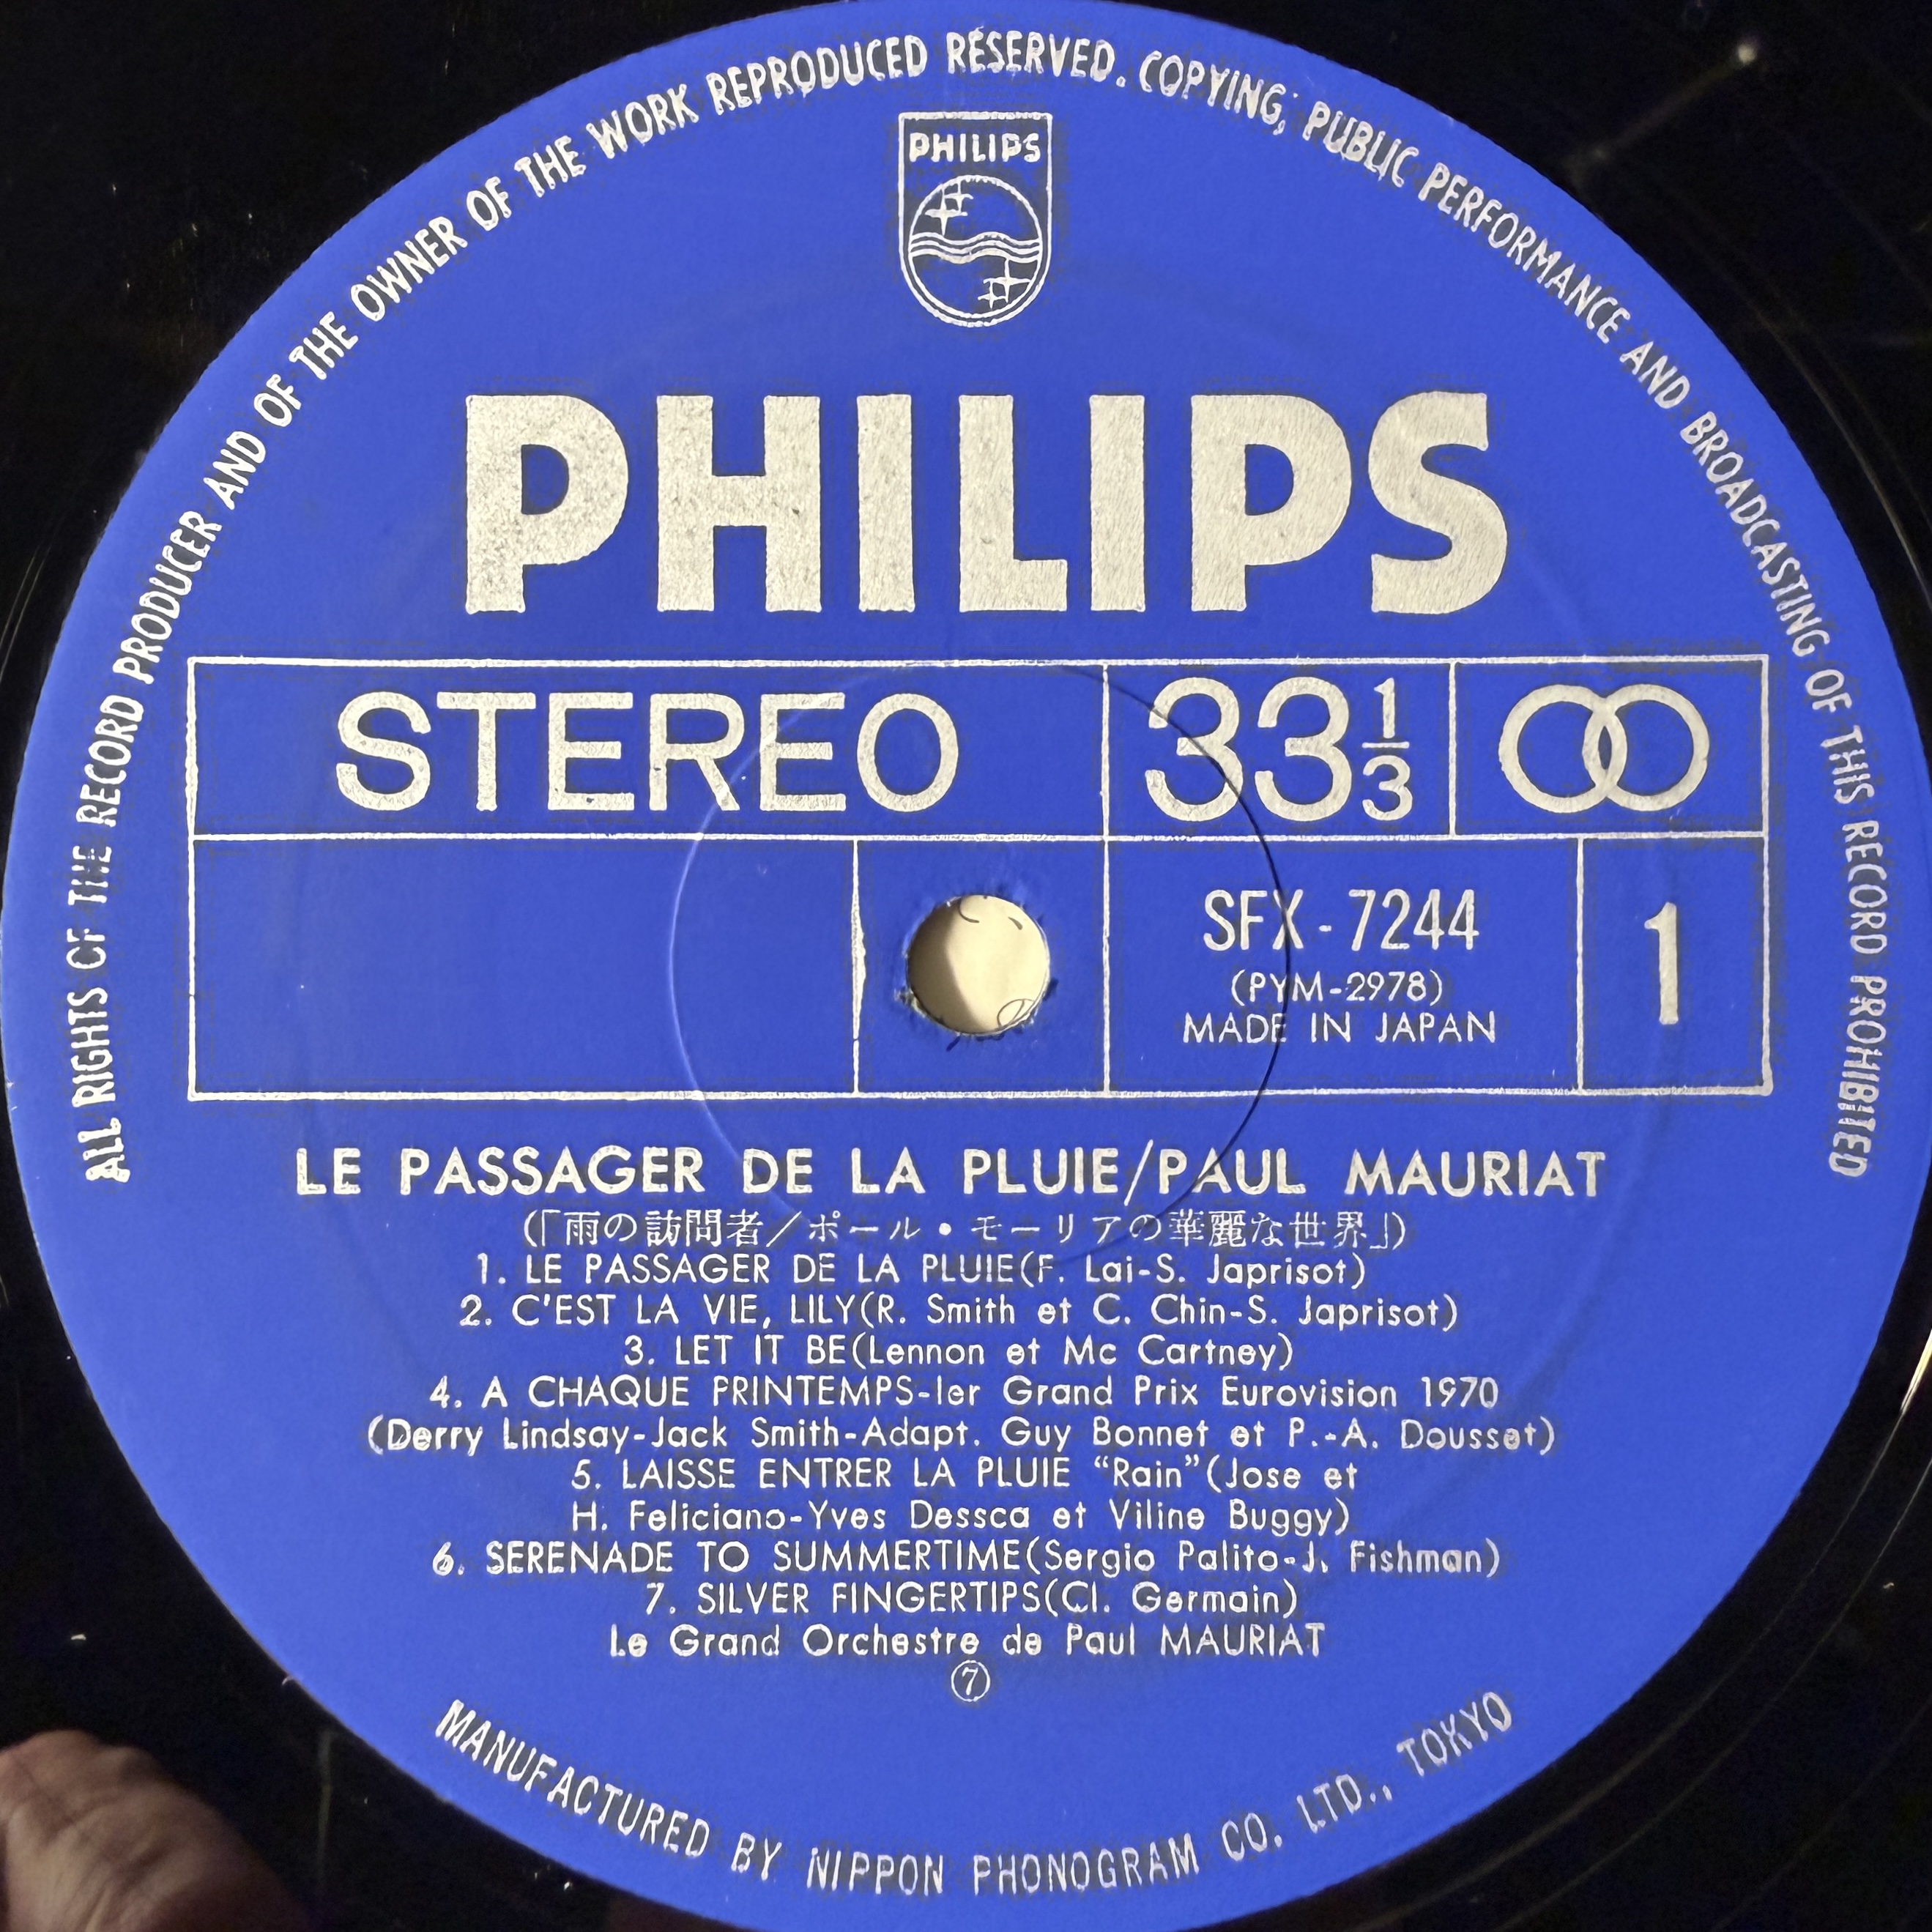 ALL RIGHTS OF THE RECORD PRODUCER AND OF THE OWNER OF THE WORK REPRODUCED RESERVED. COPYING, PUBLIC PERFORMANCE AND BROADCASTING OF THIS RECORD PROHIBITED
PHILIPS
PHILIPS
STEREO 33 1/3
SFX-7244 1
(PYM-2978)
MADE IN JAPAN
LE PASSAGER DE LA PLUIE/PAUL MAURIAT
(「雨の訪問者／ポール・モーリアの華麗な世界」)
1. LE PASSAGER DE LA PLUIE(F. Lai-S. Japrisot)
2. C'EST LA VIE, LILY(R. Smith et C. Chin-S. Japrisot)
3. LET IT BE(Lennon et Mc Cartney)
4. A CHAQUE PRINTEMPS-ler Grand Prix Eurovision 1970
(Derry Lindsay-Jack Smith-Adapt. Guy Bonnet et P.-A. Dousset)
5. LAISSE ENTRER LA PLUIE “Rain”(Jose et
H. Feliciano-Yves Dessca et Viline Buggy)
6. SERENADE TO SUMMERTIME(Sergio Palito-J. Fishman)
7. SILVER FINGERTIPS(Cl. Germain)
Le Grand Orchestre de Paul MAURIAT
⑦
MANUFACTURED BY NIPPON PHONOGRAM CO. LTD., TOKYO